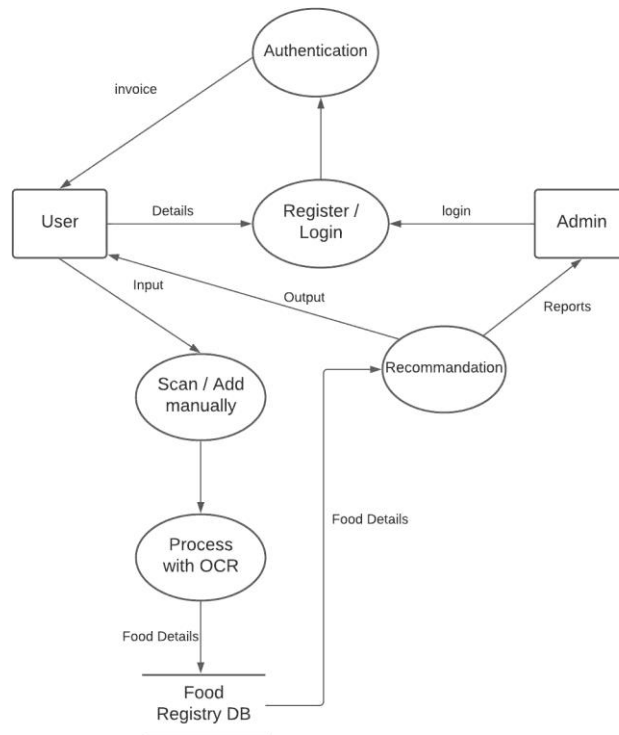 Authentication
invoice
User
Details
Register /
Login
login
Admin
Input
Output
Reports
Scan / Add
manually
Recommandation
Food Details
Process
with OCR
Food Details
Food
Registry DB